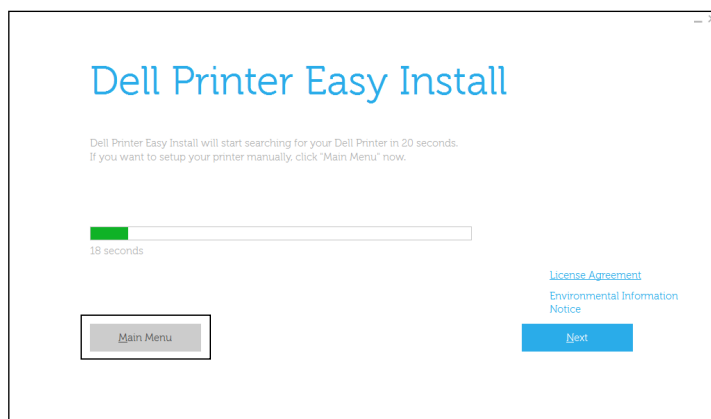 Dell Printer Easy Install
Dell Printer Easy Install will start searching for your Dell Printer in 20 seconds.
If you want to setup your printer manually, click "Main Menu" now.
18 seconds
License Agreement
Environmental Information
Notice
Main Menu
Next